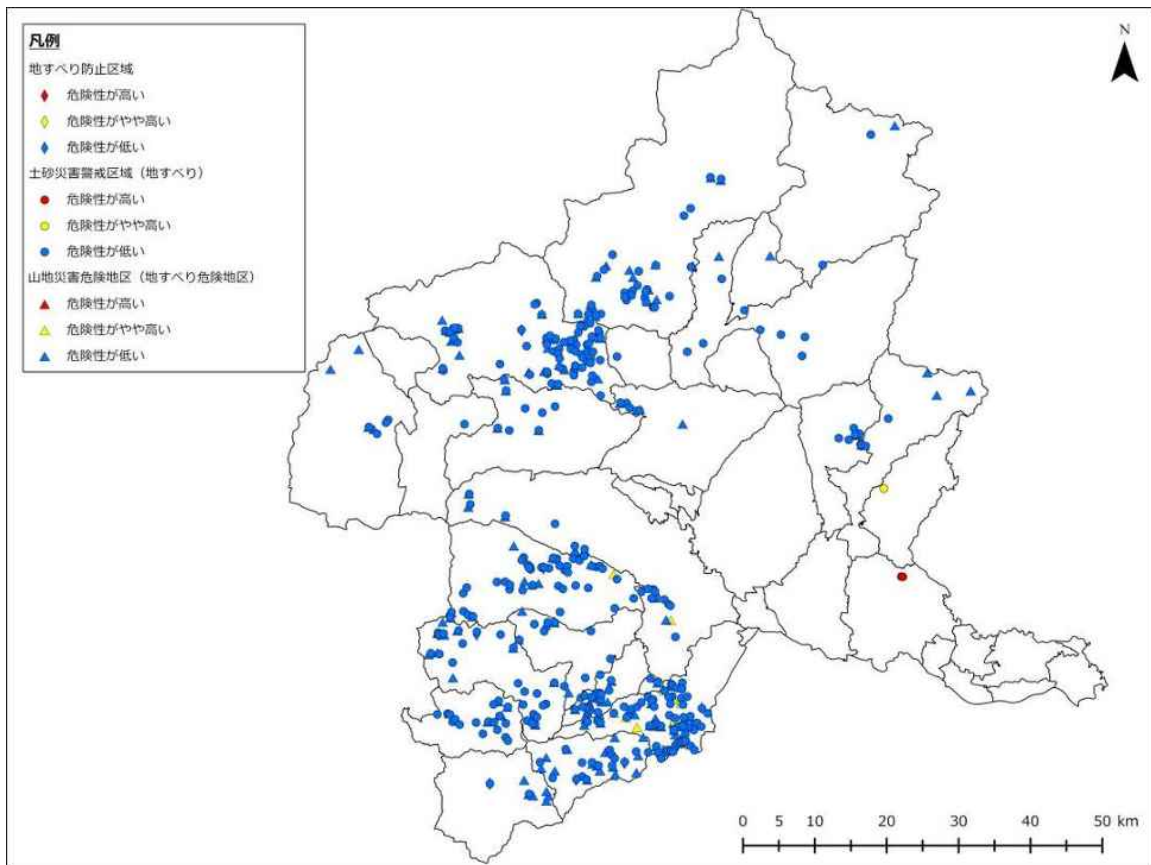 凡例
地すべり防止区域
危険性が高い
危険性がやや高い
危険性が低い
土砂災害警戒区域（地すべり）
危険性が高い
危険性がやや高い
危険性が低い
山地災害危険地区（地すべり危険地区）
危険性が高い
危険性がやや高い
危険性が低い
N
0 5 10 20 30 40 50 km